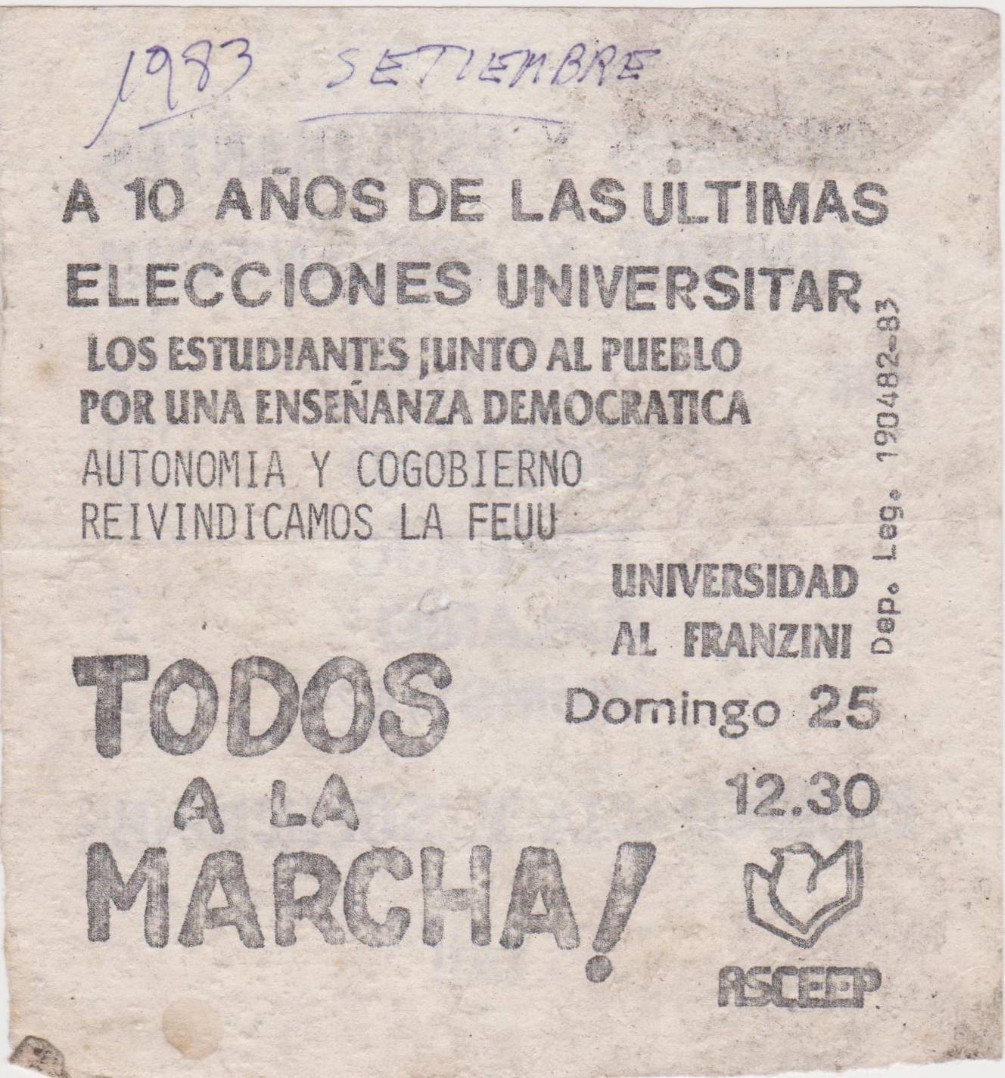 1983 SETIEMBRE
A 10 AÑOS DE LAS ULTIMAS
ELECCIONES UNIVERSITAR
LOS ESTUDIANTES JUNTO AL PUEBLO
POR UNA ENSEÑANZA DEMOCRATICA
AUTONOMIA Y COGOBIERNO
REIVINDICAMOS LA FEUU
UNIVERSIDAD
AL FRANZINI
Domingo 25
12.30
TODOS
A LA
MARCHA!
ASCEEP
Dep. Leg. 190482-83